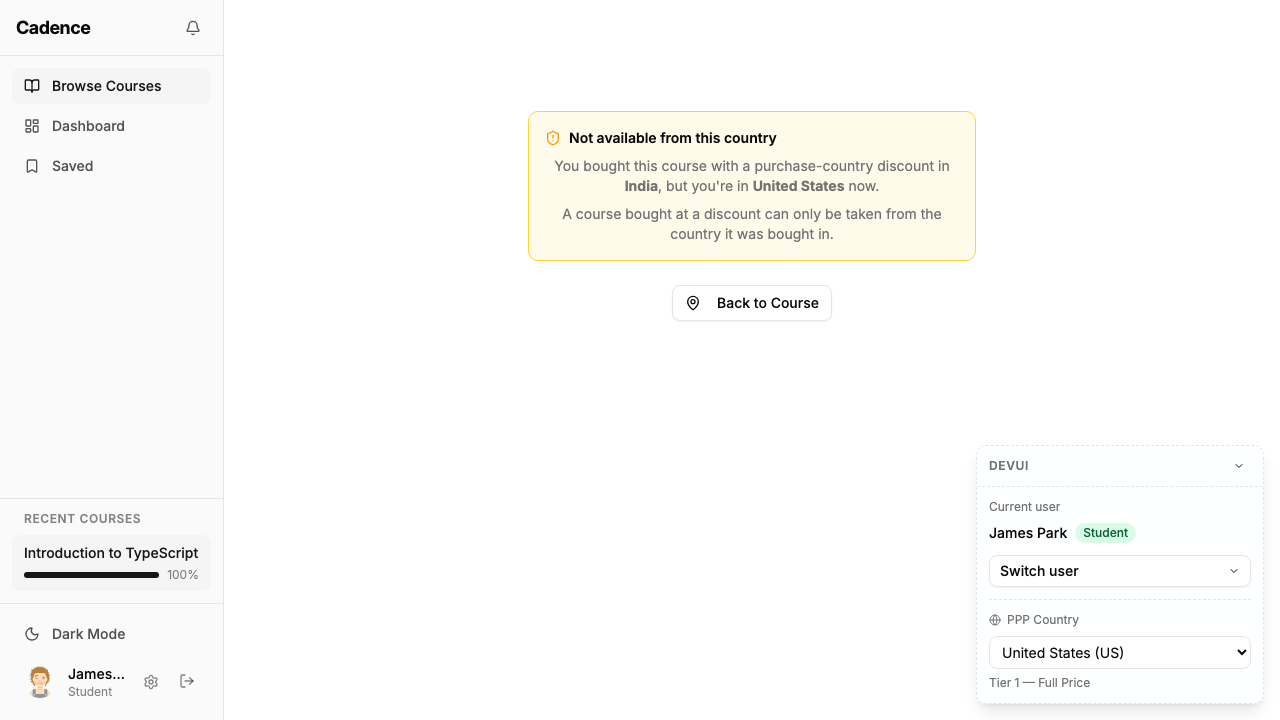 Cadence
Browse Courses
Dashboard
Saved
Not available from this country
You bought this course with a purchase-country discount in
India, but you're in United States now.
A course bought at a discount can only be taken from the
country it was bought in.
Back to Course
RECENT COURSES
Introduction to TypeScript
100%
Dark Mode
James...
Student
DEVUI
Current user
James Park Student
Switch user
PPP Country
United States (US)
Tier 1 — Full Price